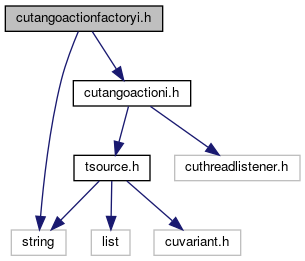 cutangoactionfactoryi.h
cutangoactioni.h
tsource.h
cuthreadlistener.h
string
list
cuvariant.h